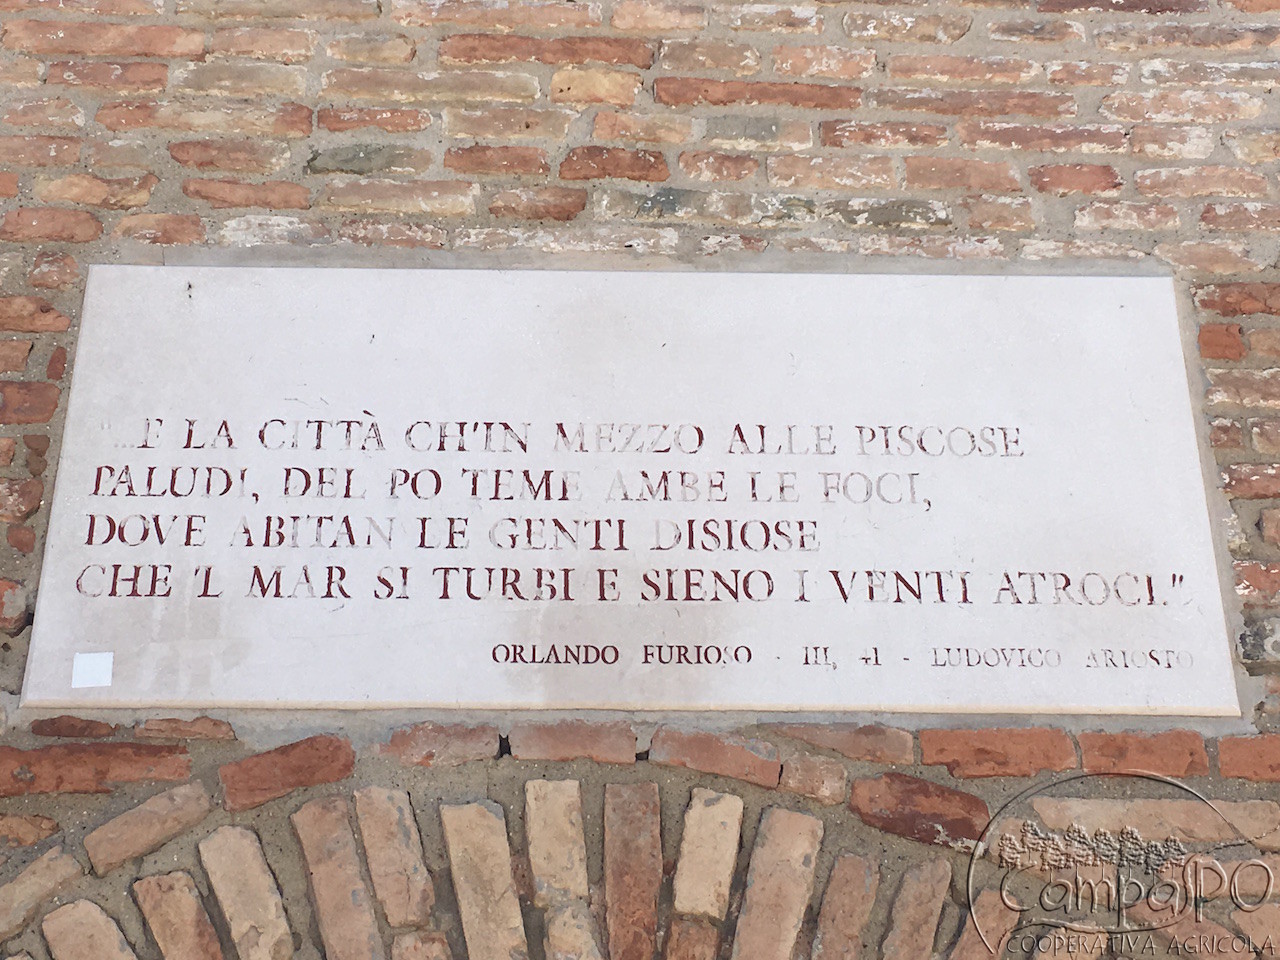 "...E LA CITTÀ CH'IN MEZZO ALLE PISCOSE
PALUDI, DEL PO TEME AMBE LE FOCI,
DOVE ABITAN LE GENTI DISIOSE
CHE 'L MAR SI TURBI E SIENO I VENTI ATROCI."
ORLANDO FURIOSO - III, 41 - LUDOVICO ARIOSTO
CampaSPO
COOPERATIVA AGRICOLA